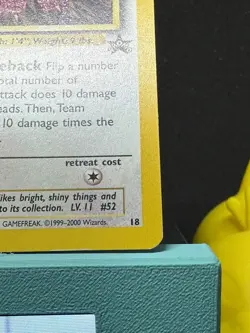 1'4", Weight: 9 lbs.
eback Flip a number
otal number of
ttack does 10 damage
eads. Then, Team
10 damage times the
retreat cost
ikes bright, shiny things and
to its collection. LV. 11 #52
GAMEFREAK. ©1999-2000 Wizards. 18